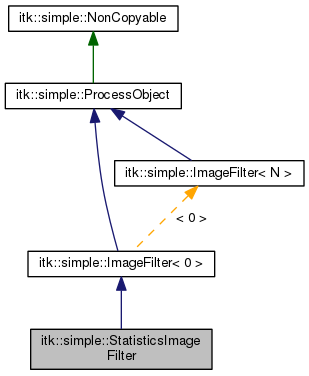 itk::simple::NonCopyable
itk::simple::ProcessObject
itk::simple::ImageFilter< N >
< 0 >
itk::simple::ImageFilter< 0 >
itk::simple::StatisticsImage
Filter